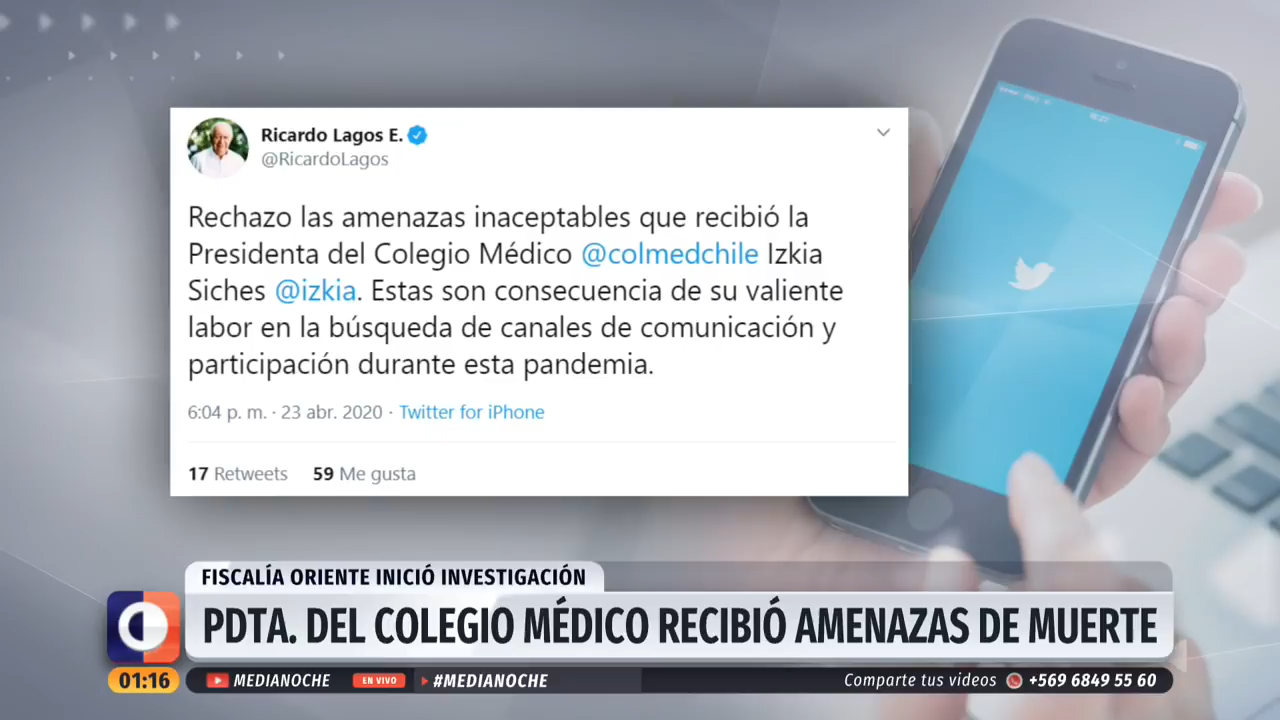 Ricardo Lagos E.
@RicardoLagos
Rechazo las amenazas inaceptables que recibió la
Presidenta del Colegio Médico @colmedchile Izkia
Siches @izkia. Estas son consecuencia de su valiente
labor en la búsqueda de canales de comunicación y
participación durante esta pandemia.
6:04 p. m. · 23 abr. 2020 · Twitter for iPhone
17 Retweets 59 Me gusta
FISCALÍA ORIENTE INICIÓ INVESTIGACIÓN
PDTA. DEL COLEGIO MÉDICO RECIBIÓ AMENAZAS DE MUERTE
01:16 MEDIANOCHE EN VIVO #MEDIANOCHE Comparte tus videos +569 6849 55 60